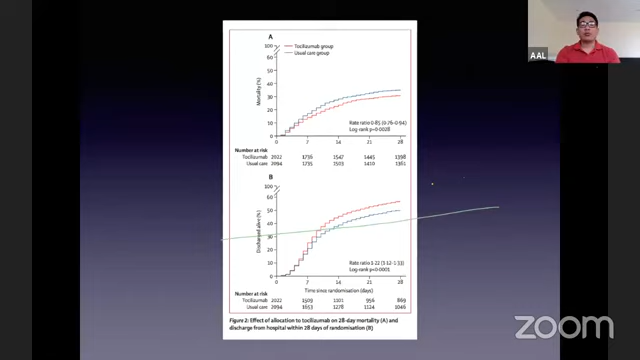 A
100
60
50
40
30
20
10
0
Mortality (%)
Tocilizumab group
Usual care group
Rate ratio 0·85 (0·76–0·94)
Log-rank p=0·0028
0 7 14 21 28
Number at risk
Tocilizumab 2022 1736 1547 1445 1398
Usual care 2094 1735 1503 1410 1361
B
100
60
50
40
30
20
10
0
Discharged alive (%)
Rate ratio 1·22 (1·12–1·33)
Log rank p<0·0001
0 7 14 21 28
Time since randomisation (days)
Number at risk
Tocilizumab 2022 1509 1101 956 869
Usual care 2094 1653 1278 1124 1046
Figure 2: Effect of allocation to tocilizumab on 28-day mortality (A) and
discharge from hospital within 28 days of randomisation (B)
AAL
zoom